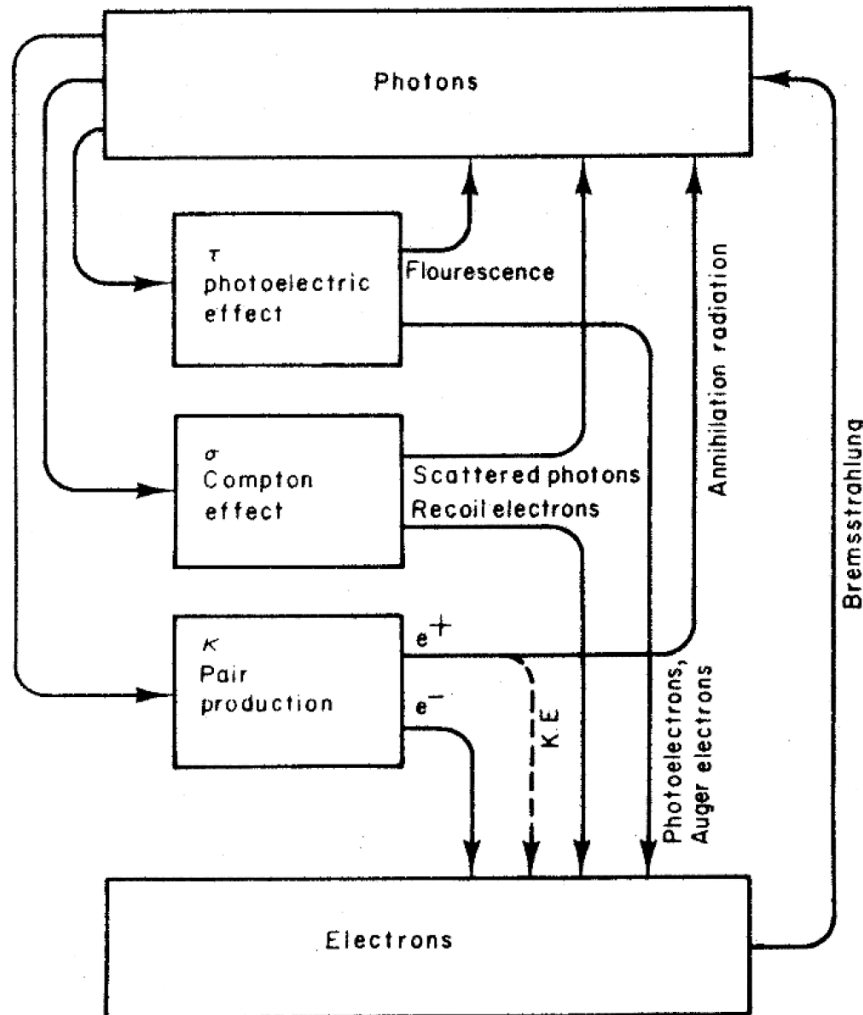 Photons
τ
photoelectric
effect
Flourescence
σ
Compton
effect
Scattered photons
Recoil electrons
κ
Pair
production
e+
e−
K.E
Photoelectrons,
Auger electrons
Annihilation radiation
Bremsstrahlung
Electrons